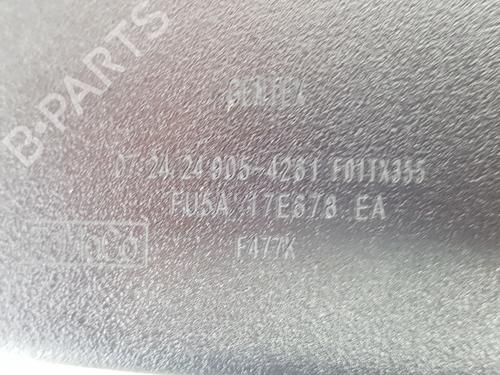 B-PARTS
GENTEX
07 24 24 905-4261 F01TX355
FU5A 17E678 EA
F477X